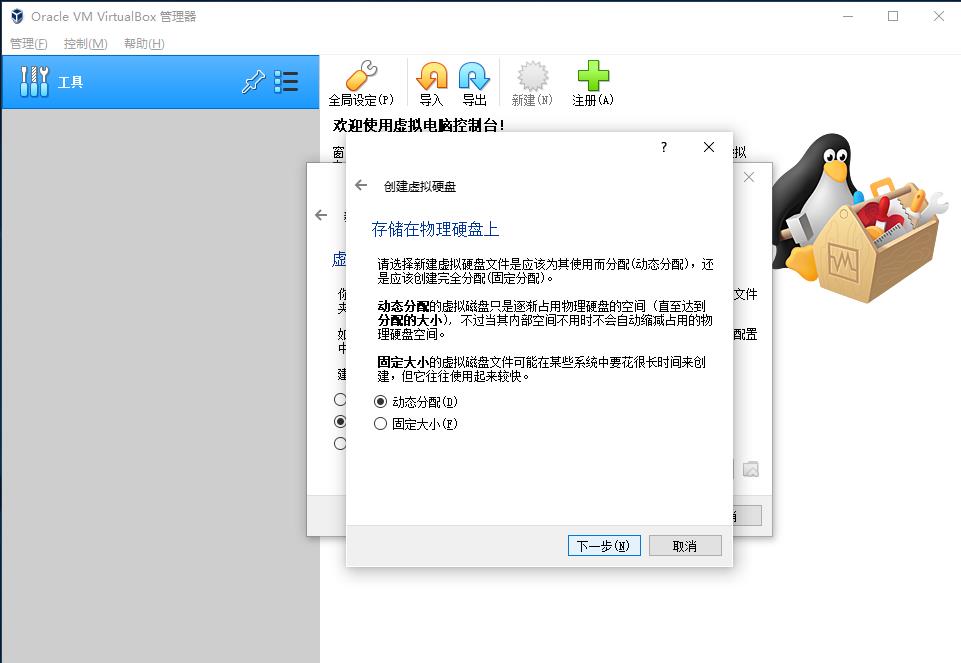 Oracle VM VirtualBox 管理器
管理(F) 控制(M) 帮助(H)
工具
全局设定(P) 导入 导出 新建(N) 注册(A)
欢迎使用虚拟电脑控制台!
窗
拟
创建虚拟硬盘
存储在物理硬盘上
虚
请选择新建虚拟硬盘文件是应该为其使用而分配(动态分配)，还
是应该创建完全分配(固定分配)。
你
文件
夹
动态分配的虚拟磁盘只是逐渐占用物理硬盘的空间（直至达到
分配的大小），不过当其内部空间不用时不会自动缩减占用的物
理硬盘空间。
如
配置
中
固定大小的虚拟磁盘文件可能在某些系统中要花很长时间来创
建，但它往往使用起来较快。
建
动态分配(D)
固定大小(F)
下一步(N) 取消
消